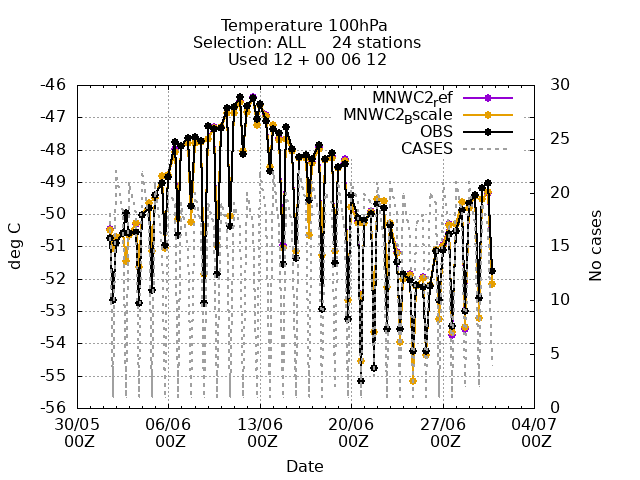 Temperature 100hPa
Selection: ALL     24 stations
Used 12 + 00 06 12
-46
-47
-48
-49
-50
-51
-52
-53
-54
-55
-56
deg C
30
25
20
15
10
5
0
No cases
MNWC2ref
MNWC2Bscale
OBS
CASES
30/05 06/06 13/06 20/06 27/06 04/07
00Z 00Z 00Z 00Z 00Z 00Z
Date